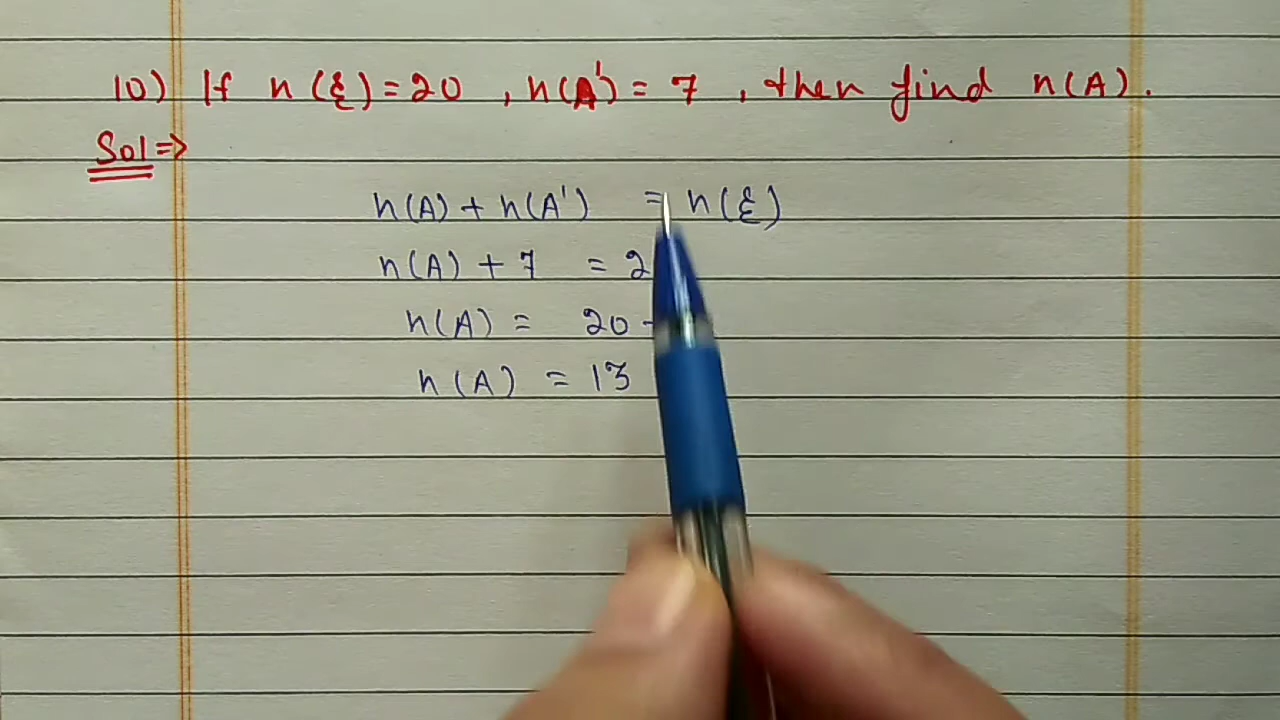 10) If n(ξ)=20 , n(A')= 7 , then find n(A).
Sol⇒
n(A)+n(A') = n(ξ)
n(A) + 7 = 2
n(A) = 20 -
n(A) = 13